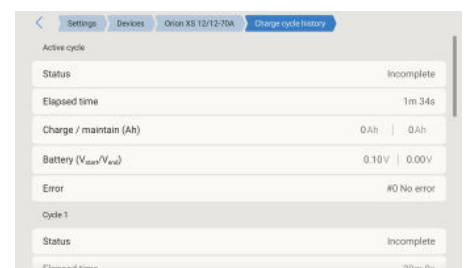 Settings Devices Orion XS 12/12-70A Charge cycle history
Active cycle
Status Incomplete
Elapsed time 1m 34s
Charge / maintain (Ah) 0Ah | 0Ah
Battery (Vstart/Vend) 0.10V | 0.00V
Error #0 No error
Cycle 1
Status Incomplete
Elapsed time